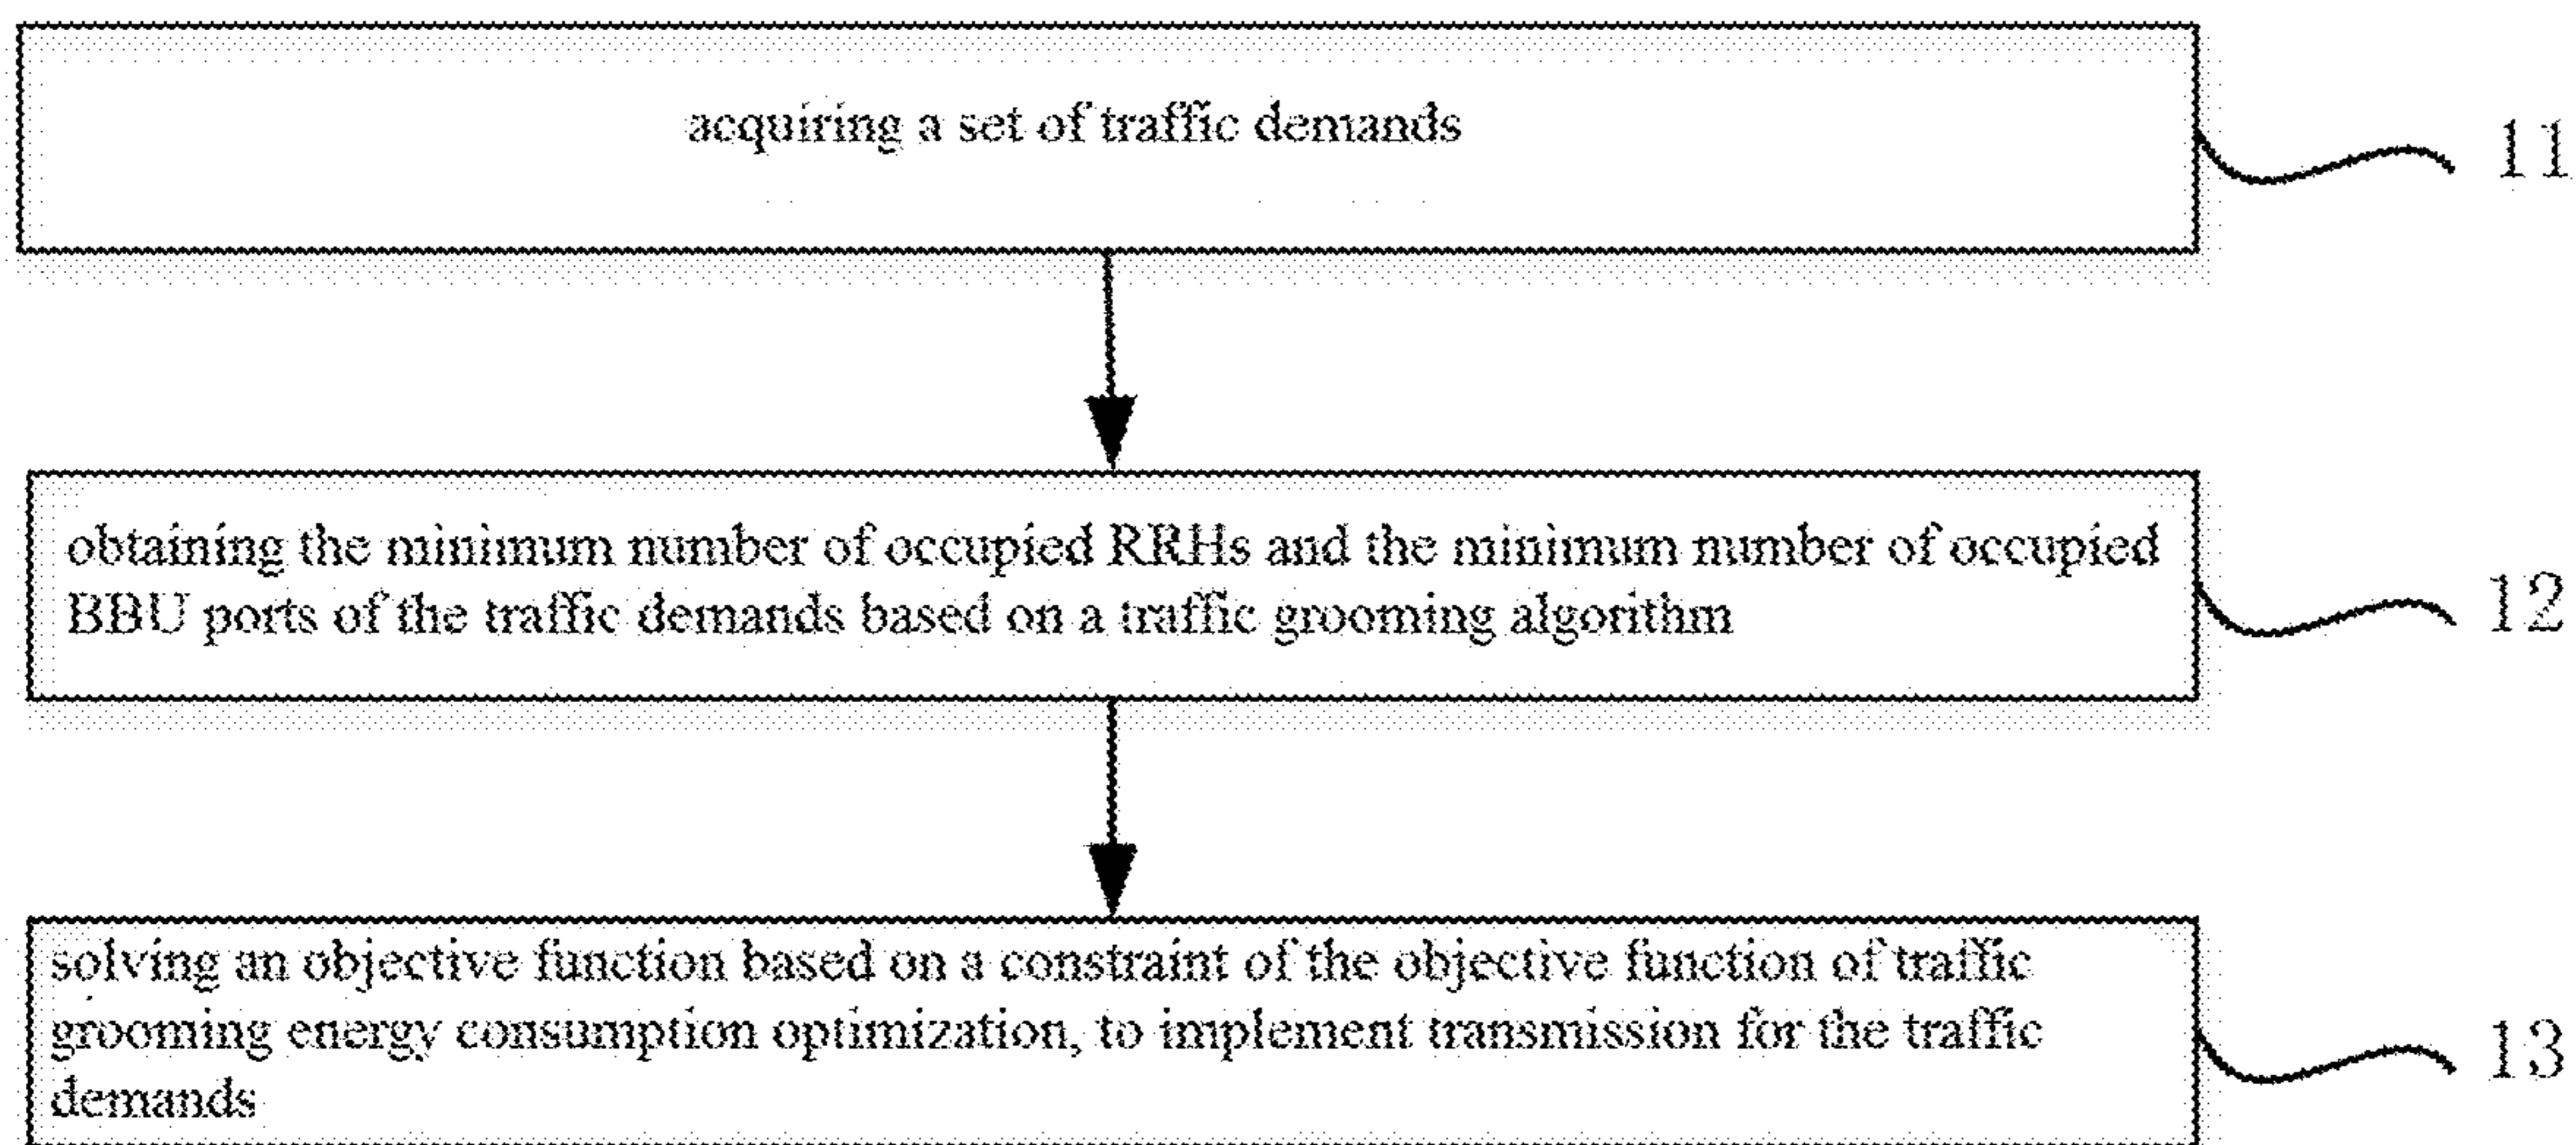 acquiring a set of traffic demands
11
obtaining the minimum number of occupied RRHs and the minimum number of occupied
BBU ports of the traffic demands based on a traffic grooming algorithm
12
solving an objective function based on a constraint of the objective function of traffic
grooming energy consumption optimization, to implement transmission for the traffic
demands
13